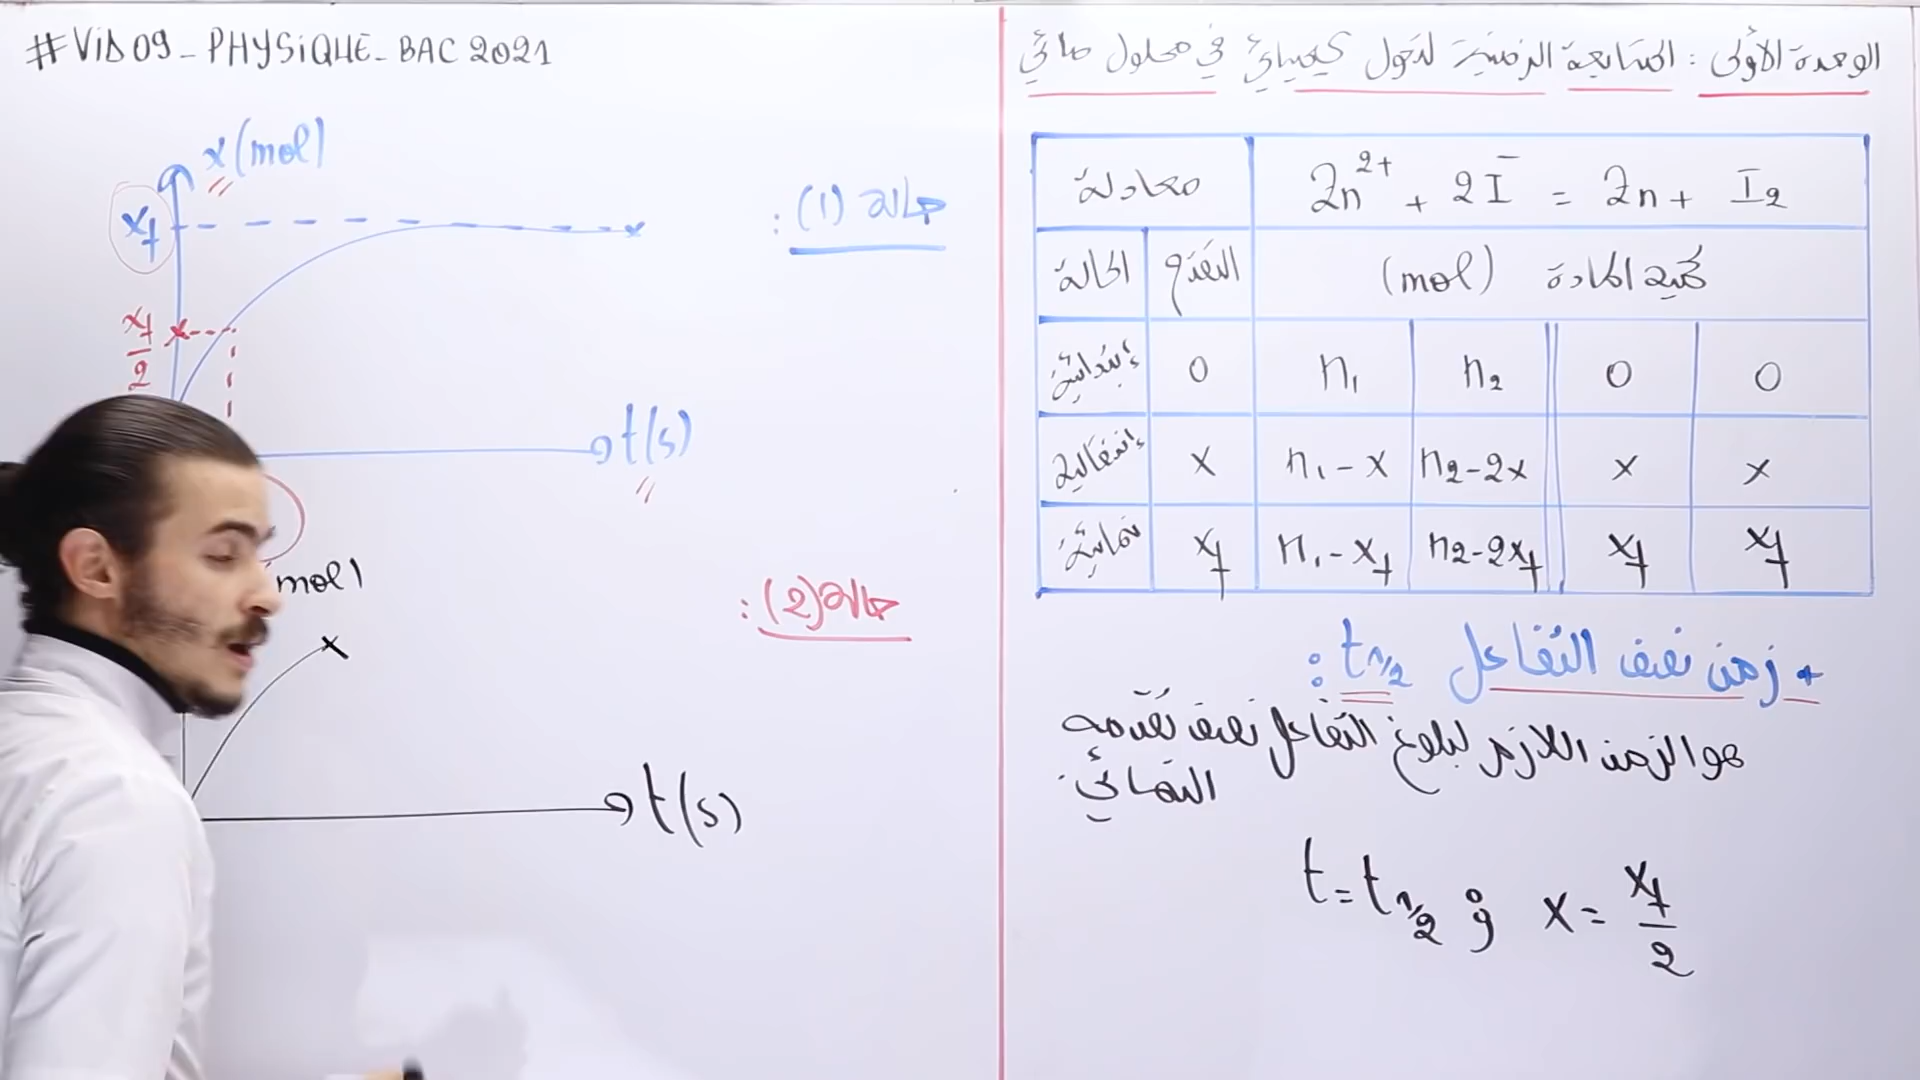 #ViD09_PHYSiQUE_BAC 2021
الوحدة الأولى : المتابعة الزمنية لتحول كيميائي في محلول مائي
x(mol)
xf
xf/2
t(s)
حالة (1) :
mol)
t(s)
حالة (2) :
معادلة Zn²⁺ + 2I⁻ = Zn + I₂
الحالة التقدم كمية المادة (mol)
إبتدائية 0 n₁ n₂ 0 0
إنتقالية x n₁-x n₂-2x x x
نهائية xf n₁-xf n₂-2xf xf xf
+ زمن نصف التفاعل t1/2 :
هو الزمن اللازم لبلوغ التفاعل نصف تقدمه
النهائي.
t = t1/2 ; x = xf/2